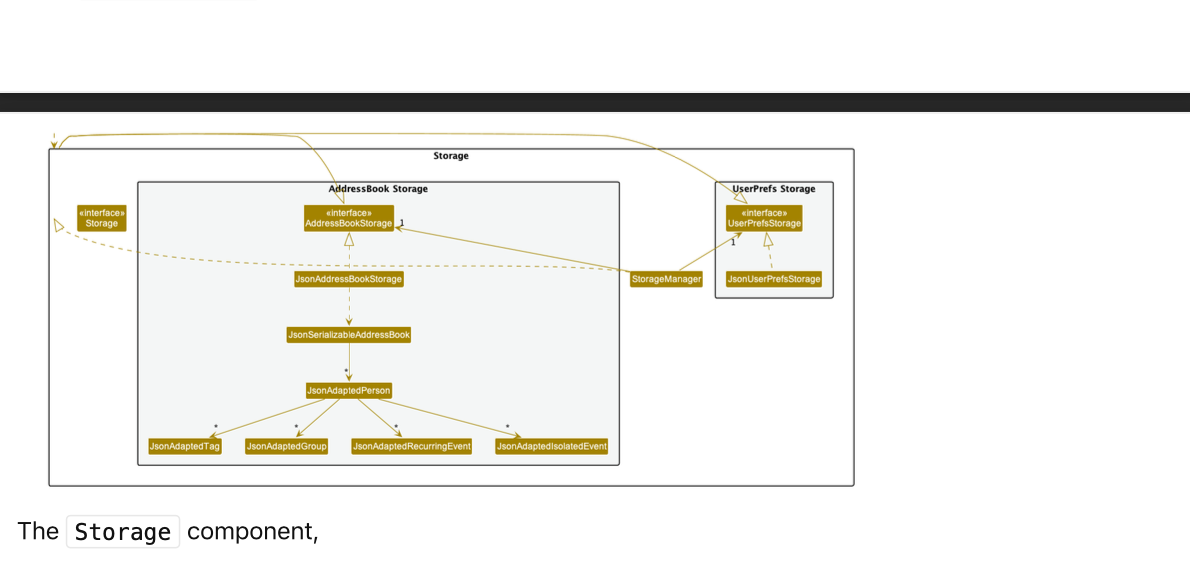 Storage
AddressBook Storage
UserPrefs Storage
«interface»
Storage
«interface»
AddressBookStorage
1
«interface»
UserPrefsStorage
1
JsonAddressBookStorage
StorageManager
JsonUserPrefsStorage
JsonSerializableAddressBook
*
JsonAdaptedPerson
*
*
*
*
JsonAdaptedTag
JsonAdaptedGroup
JsonAdaptedRecurringEvent
JsonAdaptedIsolatedEvent
The Storage component,